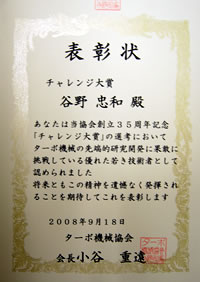 表彰状
チャレンジ大賞
谷野 忠和 殿
あなたは当協会創立35周年記念
「チャレンジ大賞」の選考において
ターボ機械の先端的研究開発に果敢に
挑戦している優れた若き技術者として
認められました
将来ともこの精神を遺憾なく発揮され
ることを期待してこれを表彰します
2008年9月18日
ターボ機械協会
会長 小谷 重遠